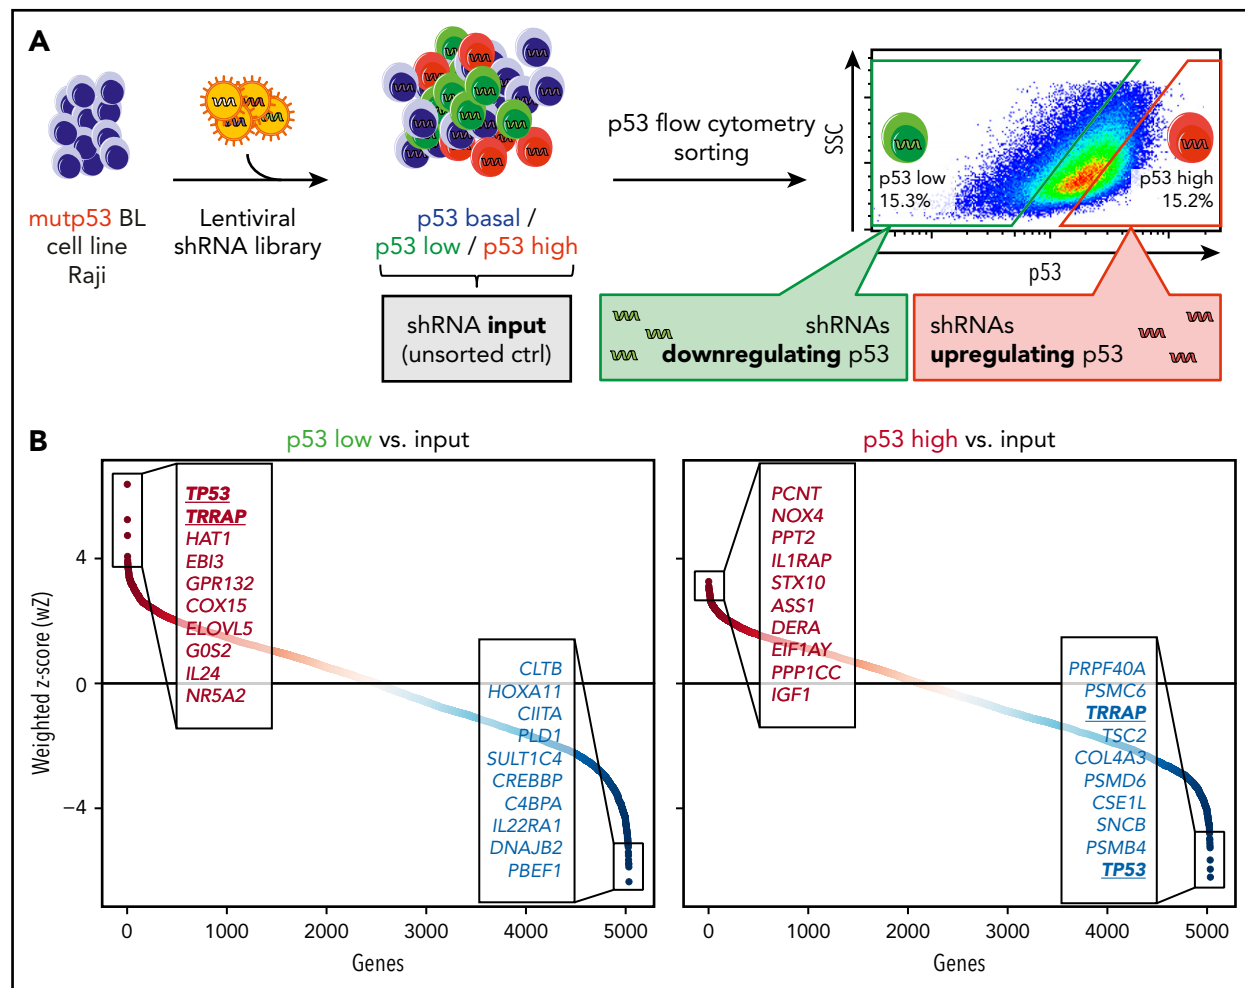 A
mutp53 BL
cell line
Raji
Lentiviral
shRNA library
p53 basal /
p53 low / p53 high
shRNA input
(unsorted ctrl)
p53 flow cytometry
sorting
SSC
p53 low
15.3%
p53 high
15.2%
p53
shRNAs
downregulating p53
shRNAs
upregulating p53
B
p53 low vs. input
Weighted z-score (wZ)
4
0
−4
TP53
TRRAP
HAT1
EBI3
GPR132
COX15
ELOVL5
G0S2
IL24
NR5A2
CLTB
HOXA11
CIITA
PLD1
SULT1C4
CREBBP
C4BPA
IL22RA1
DNAJB2
PBEF1
0 1000 2000 3000 4000 5000
Genes
p53 high vs. input
PCNT
NOX4
PPT2
IL1RAP
STX10
ASS1
DERA
EIF1AY
PPP1CC
IGF1
PRPF40A
PSMC6
TRRAP
TSC2
COL4A3
PSMD6
CSE1L
SNCB
PSMB4
TP53
0 1000 2000 3000 4000 5000
Genes